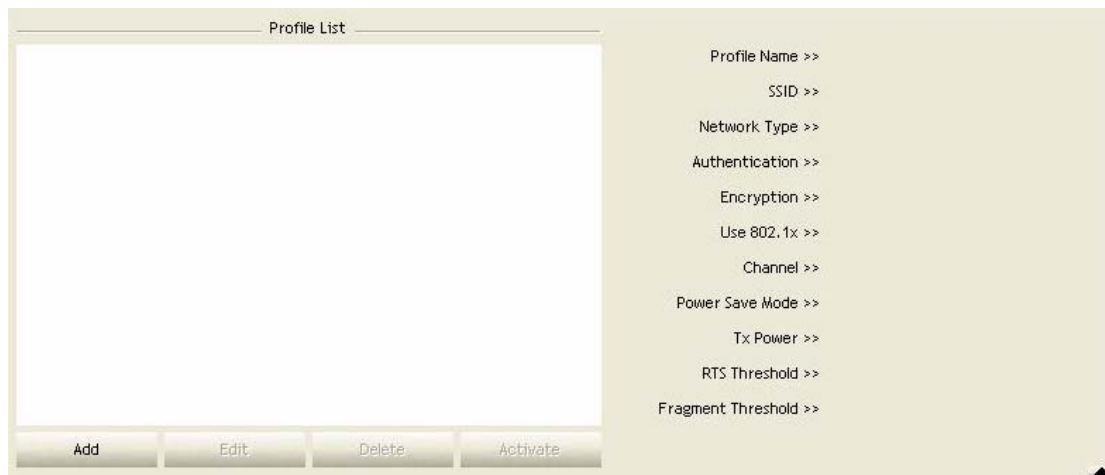 Profile List
Profile Name >>
SSID >>
Network Type >>
Authentication >>
Encryption >>
Use 802.1x >>
Channel >>
Power Save Mode >>
Tx Power >>
RTS Threshold >>
Fragment Threshold >>
Add Edit Delete Activate